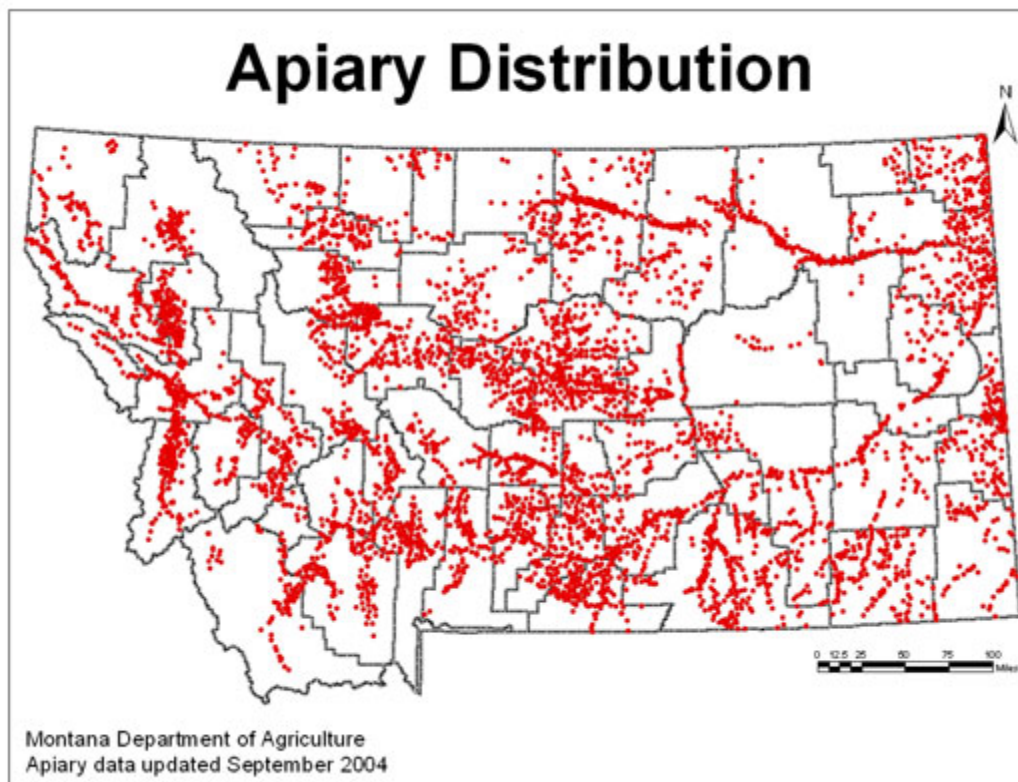 Apiary Distribution
N
0 12.5 25 50 75 100
Miles
Montana Department of Agriculture
Apiary data updated September 2004